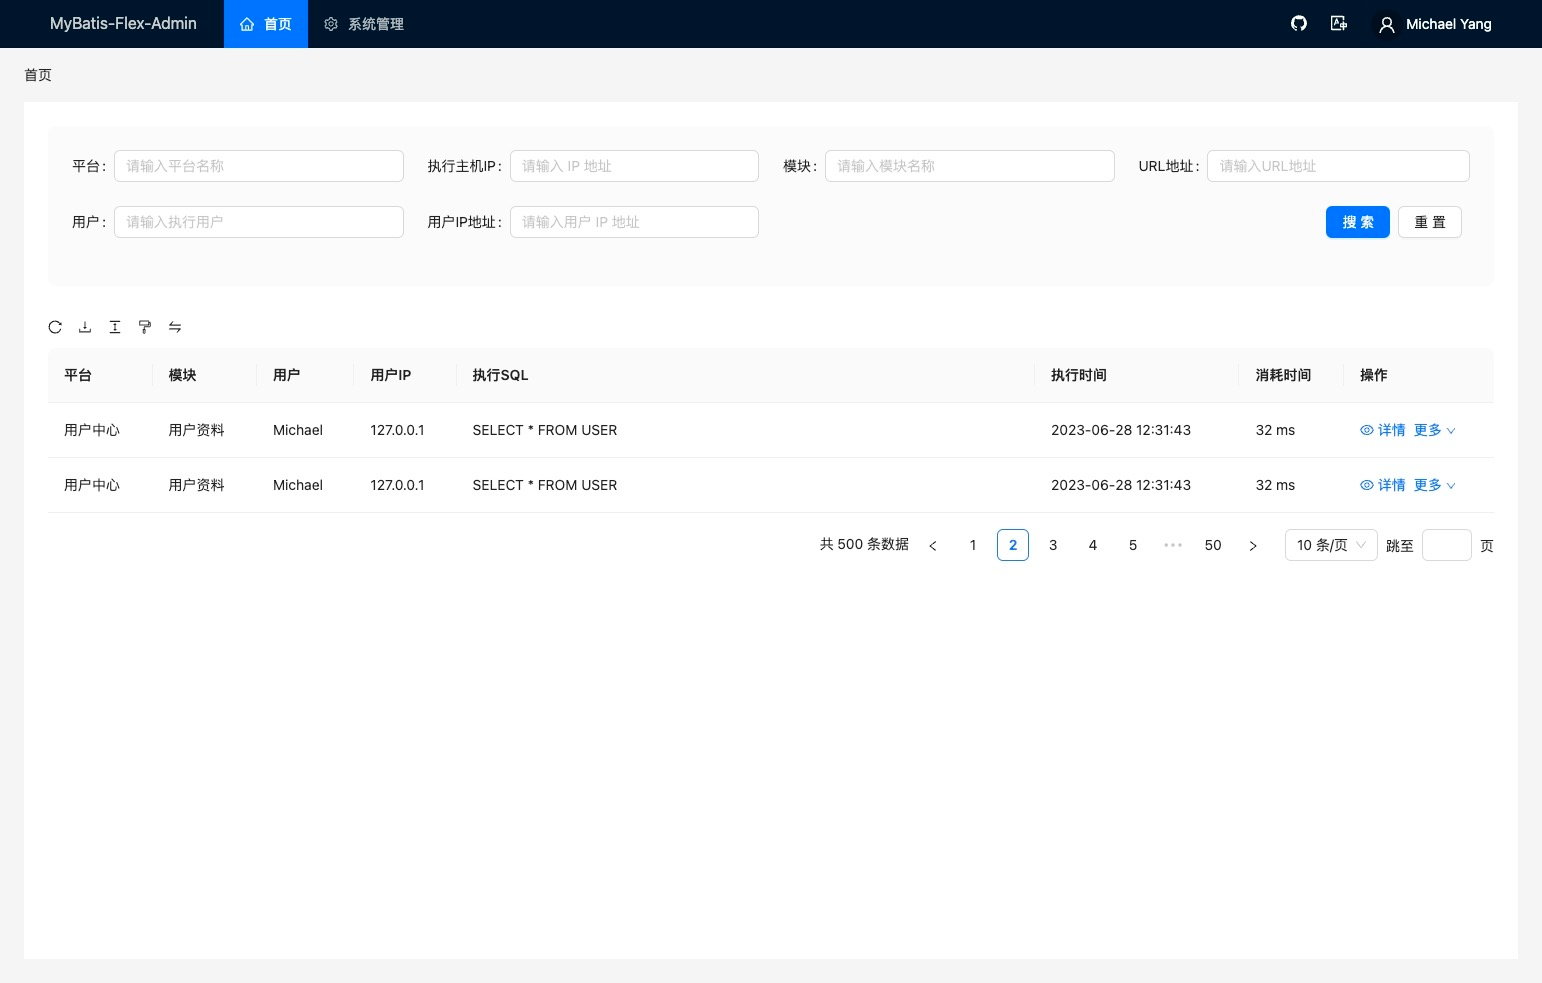 MyBatis-Flex-Admin 首页 系统管理 Michael Yang
首页
平台: 请输入平台名称 执行主机IP: 请输入 IP 地址 模块: 请输入模块名称 URL地址: 请输入URL地址
用户: 请输入执行用户 用户IP地址: 请输入用户 IP 地址 搜 索 重 置
平台 模块 用户 用户IP 执行SQL 执行时间 消耗时间 操作
用户中心 用户资料 Michael 127.0.0.1 SELECT * FROM USER 2023-06-28 12:31:43 32 ms 详情 更多
用户中心 用户资料 Michael 127.0.0.1 SELECT * FROM USER 2023-06-28 12:31:43 32 ms 详情 更多
共 500 条数据 < 1 2 3 4 5 ••• 50 > 10 条/页 跳至 页